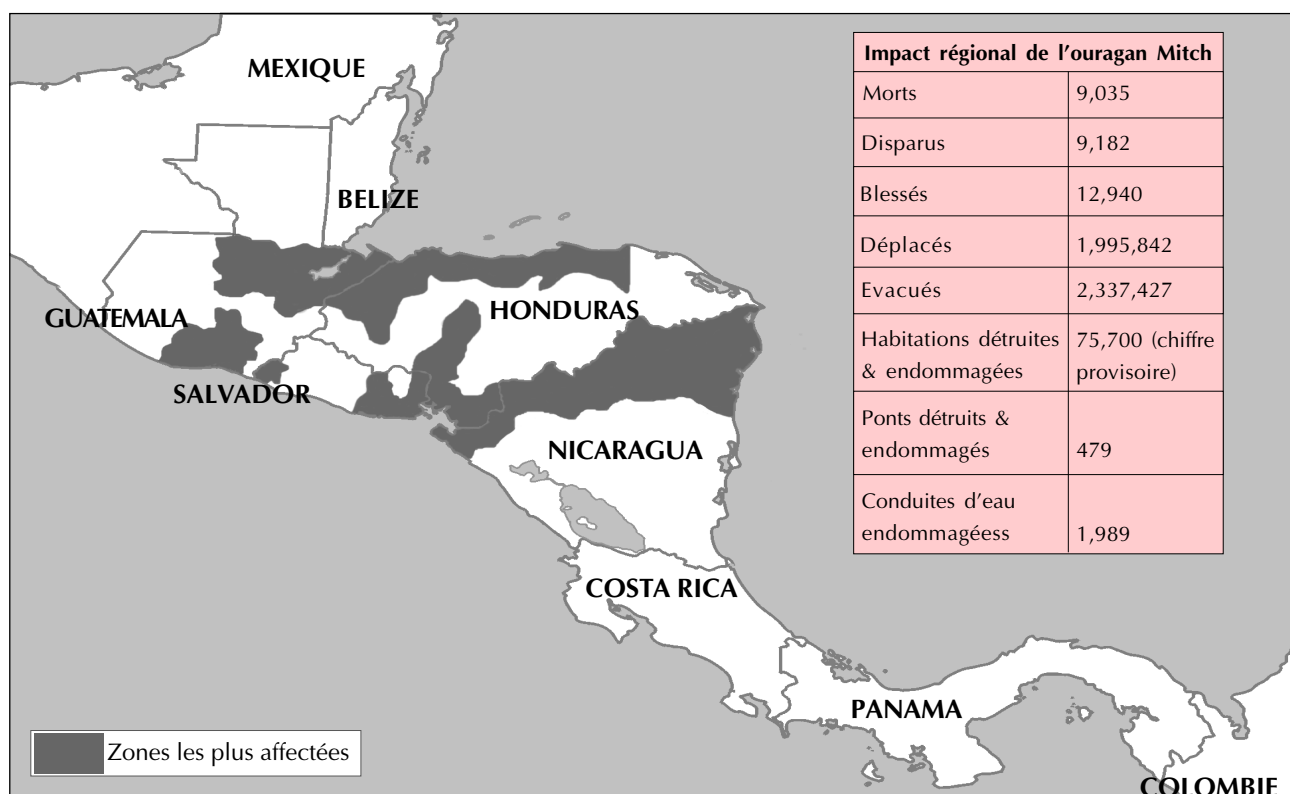 MEXIQUE
BELIZE
GUATEMALA
HONDURAS
SALVADOR
NICARAGUA
COSTA RICA
PANAMA
COLOMBIE
Zones les plus affectées
Impact régional de l'ouragan Mitch
Morts 9,035
Disparus 9,182
Blessés 12,940
Déplacés 1,995,842
Evacués 2,337,427
Habitations détruites 75,700 (chiffre
& endommagées provisoire)
Ponts détruits &
endommagés 479
Conduites d'eau
endommagéess 1,989